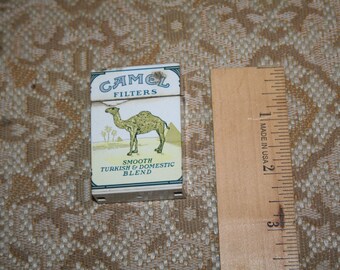 CAMEL
FILTERS
SMOOTH
TURKISH & DOMESTIC
BLEND
1
MADE IN USA
2
3